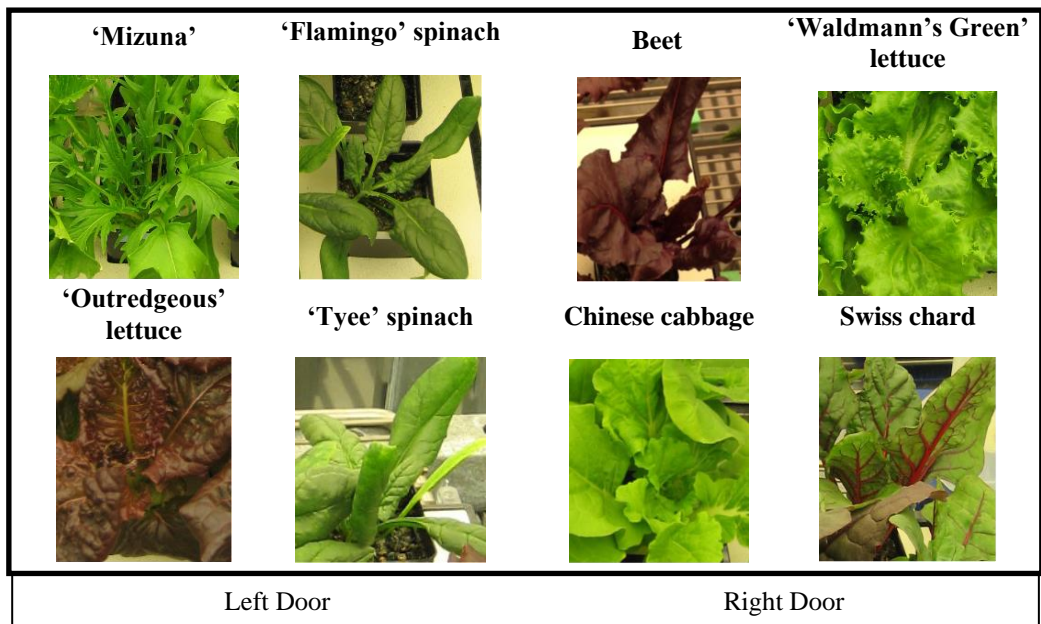 ‘Mizuna’
‘Flamingo’ spinach
Beet
‘Waldmann’s Green’
lettuce
‘Outredgeous’
lettuce
‘Tyee’ spinach
Chinese cabbage
Swiss chard
Left Door
Right Door